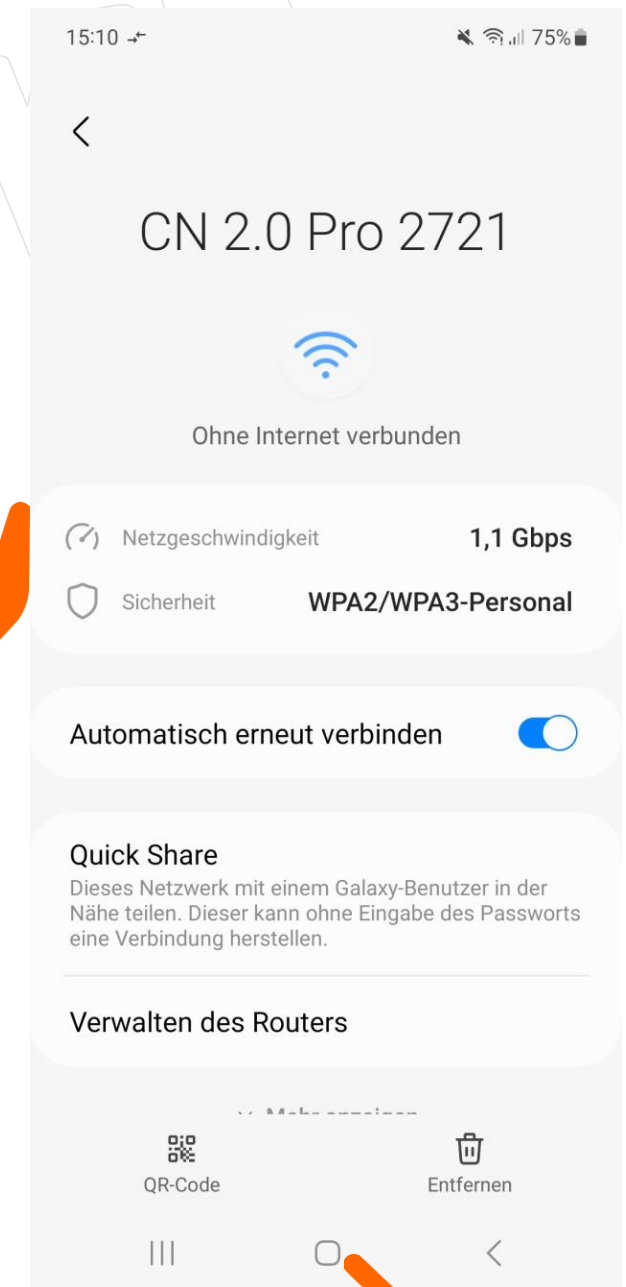 15:10 75%
CN 2.0 Pro 2721
Ohne Internet verbunden
Netzgeschwindigkeit 1,1 Gbps
Sicherheit WPA2/WPA3-Personal
Automatisch erneut verbinden
Quick Share
Dieses Netzwerk mit einem Galaxy-Benutzer in der
Nähe teilen. Dieser kann ohne Eingabe des Passworts
eine Verbindung herstellen.
Verwalten des Routers
Mehr anzeigen
QR-Code Entfernen